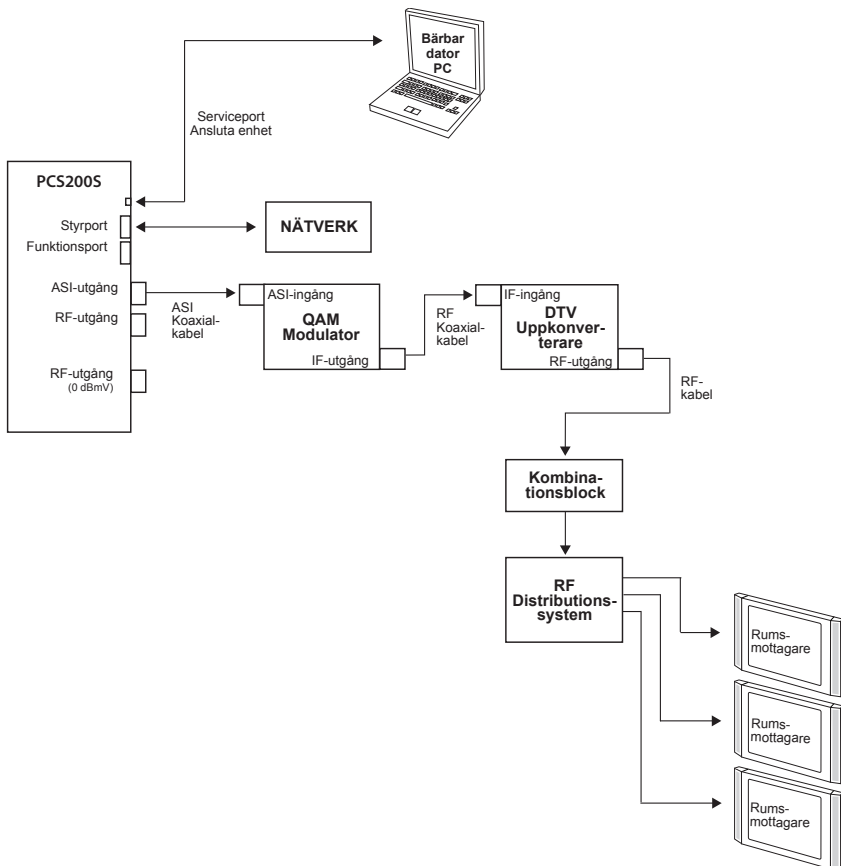 Bärbar
dator
PC
Serviceport
Ansluta enhet
PCS200S
Styrport
Funktionsport
NÄTVERK
ASI-utgång
RF-utgång
RF-utgång
(0 dBmV)
ASI
Koaxial-
kabel
ASI-ingång
QAM
Modulator
IF-utgång
RF
Koaxial-
kabel
IF-ingång
DTV
Uppkonver-
terare
RF-utgång
RF-
kabel
Kombina-
tionsblock
RF
Distributions-
system
Rums-
mottagare
Rums-
mottagare
Rums-
mottagare